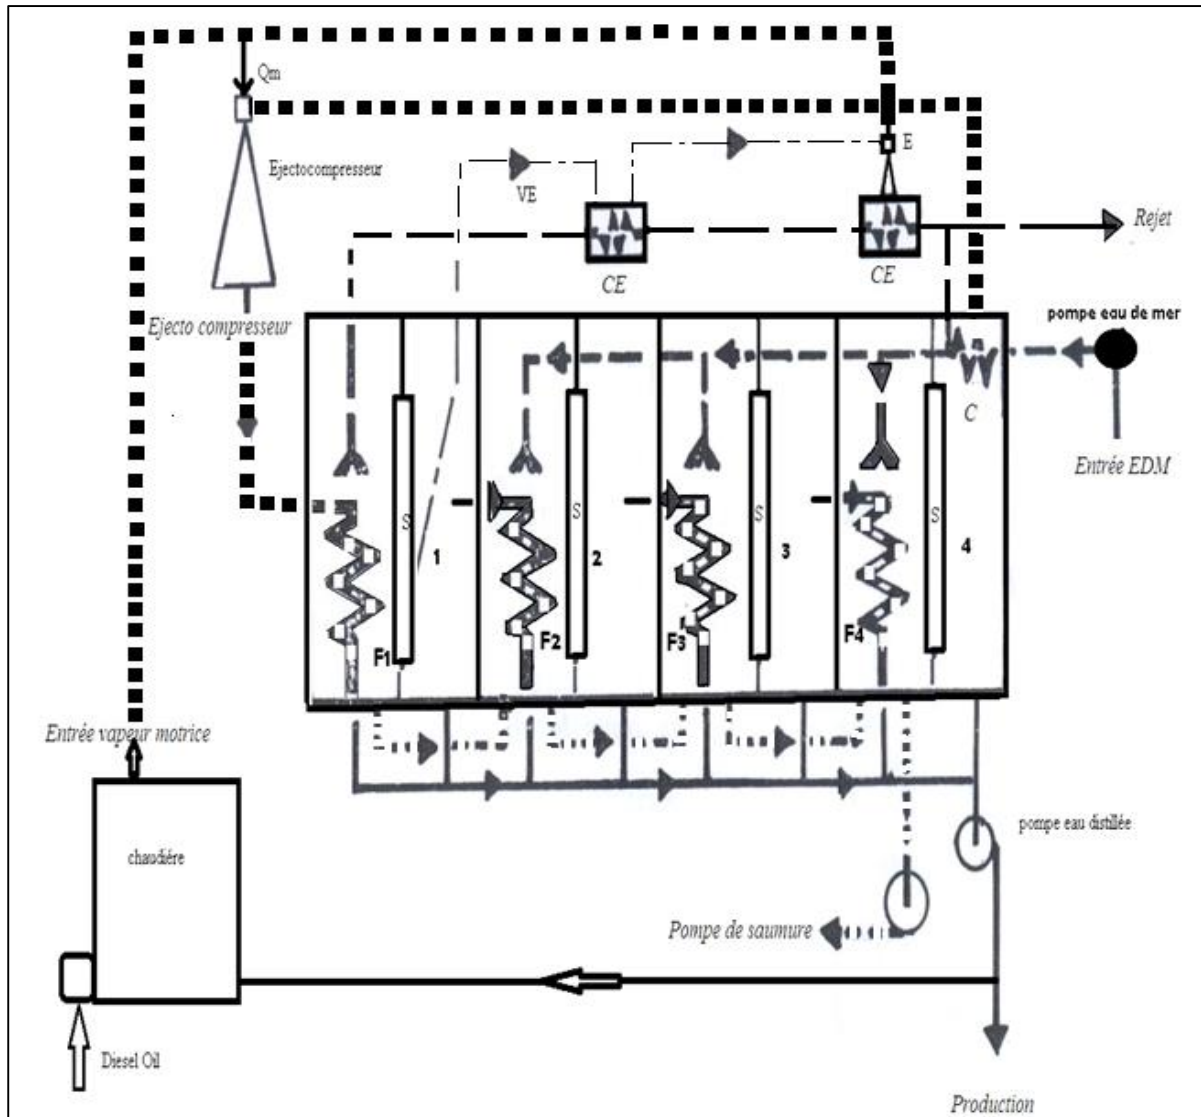 Qm
E
Ejectocompresseur
VE
Rejet
CE
CE
Ejecto compresseur
pompe eau de mer
C
Entrée EDM
S
S
S
S
1
2
3
4
F1
F2
F3
F4
Entrée vapeur motrice
pompe eau distillée
chaudiére
Pompe de saumure
Diesel Oil
Production